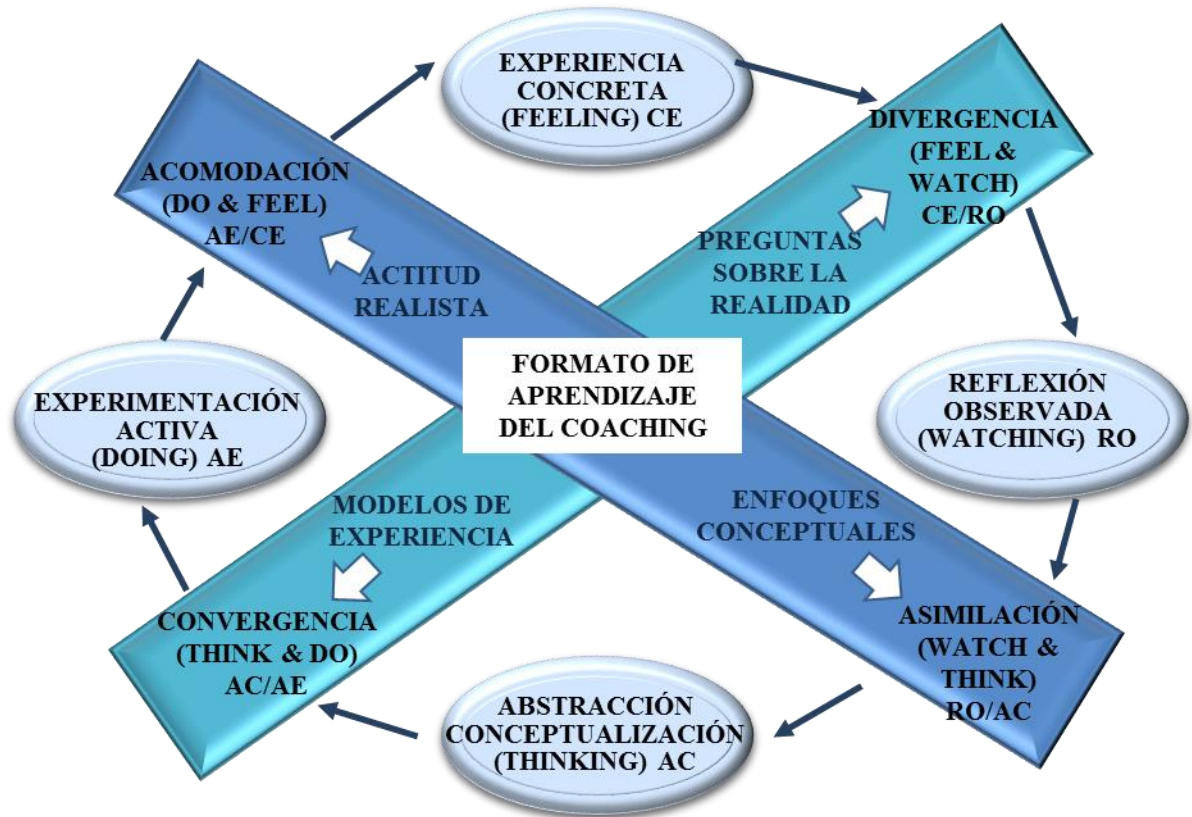 EXPERIENCIA
CONCRETA
(FEELING) CE
DIVERGENCIA
(FEEL &
WATCH)
CE/RO
ACOMODACIÓN
(DO & FEEL)
AE/CE
PREGUNTAS
SOBRE LA
REALIDAD
ACTITUD
REALISTA
FORMATO DE
APRENDIZAJE
DEL COACHING
EXPERIMENTACIÓN
ACTIVA
(DOING) AE
REFLEXIÓN
OBSERVADA
(WATCHING) RO
MODELOS DE
EXPERIENCIA
ENFOQUES
CONCEPTUALES
CONVERGENCIA
(THINK & DO)
AC/AE
ASIMILACIÓN
(WATCH &
THINK)
RO/AC
ABSTRACCIÓN
CONCEPTUALIZACIÓN
(THINKING) AC